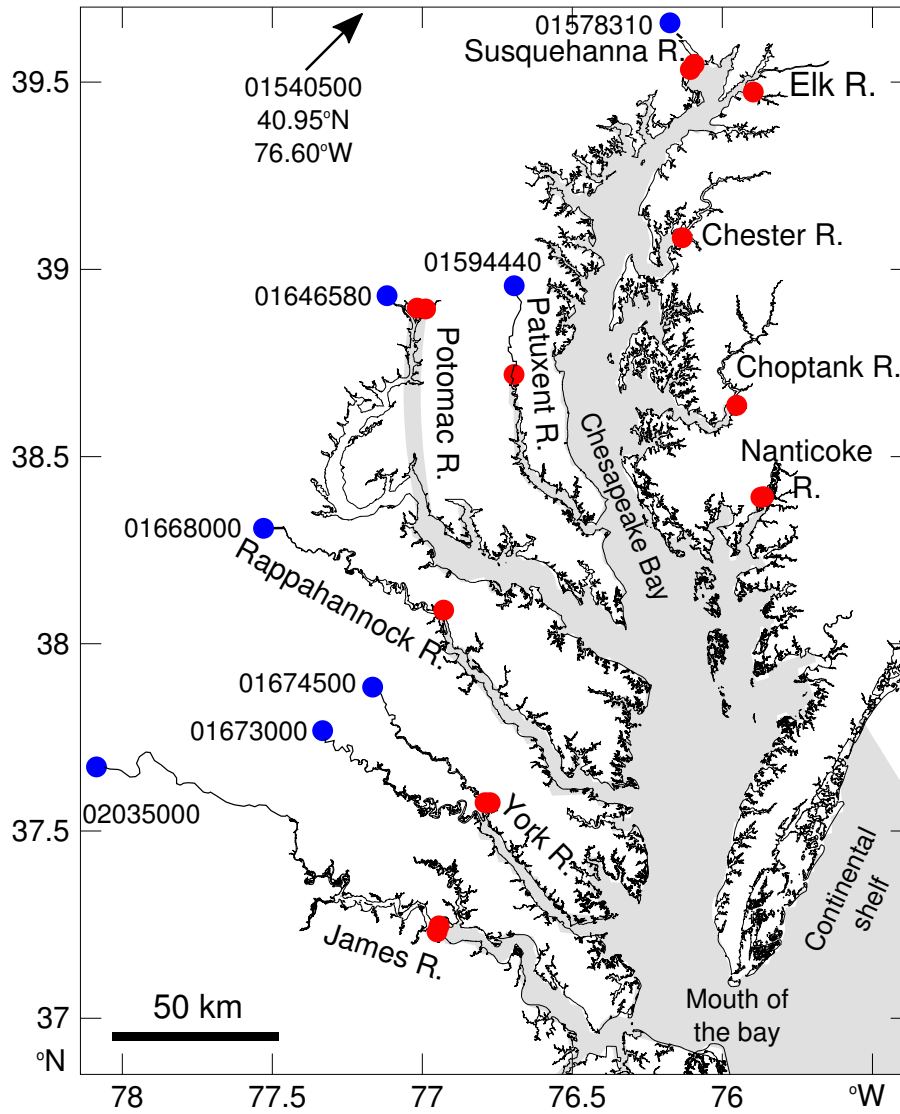 01578310
Susquehanna R.
01540500
40.95°N
76.60°W
39.5
Elk R.
Chester R.
39
01594440
01646580
Potomac R.
Patuxent R.
Choptank R.
38.5
Chesapeake Bay
Nanticoke
R.
01668000
Rappahannock R.
38
01674500
01673000
02035000
37.5
York R.
Continental
shelf
James R.
50 km
Mouth of
the bay
37
°N
78
77.5
77
76.5
76
°W